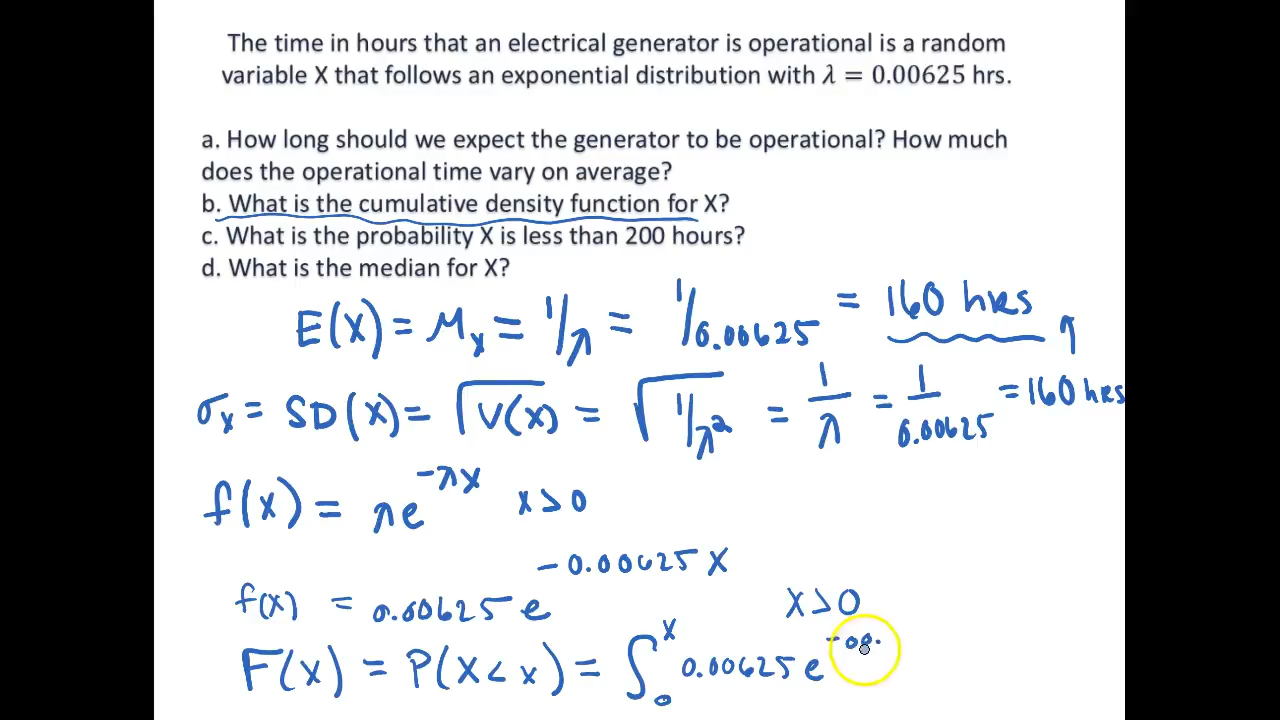 The time in hours that an electrical generator is operational is a random
variable X that follows an exponential distribution with λ = 0.00625 hrs.
a. How long should we expect the generator to be operational? How much
does the operational time vary on average?
b. What is the cumulative density function for X?
c. What is the probability X is less than 200 hours?
d. What is the median for X?
E(X) = μx = 1/λ = 1/0.00625 = 160 hrs ↑
σx = SD(X) = √V(X) = √1/λ² = 1/λ = 1/0.00625 = 160 hrs
f(x) = λe^-λx x > 0
f(x) = 0.00625 e^-0.00625x x > 0
F(x) = P(X < x) = ∫₀^x 0.00625 e^-00.